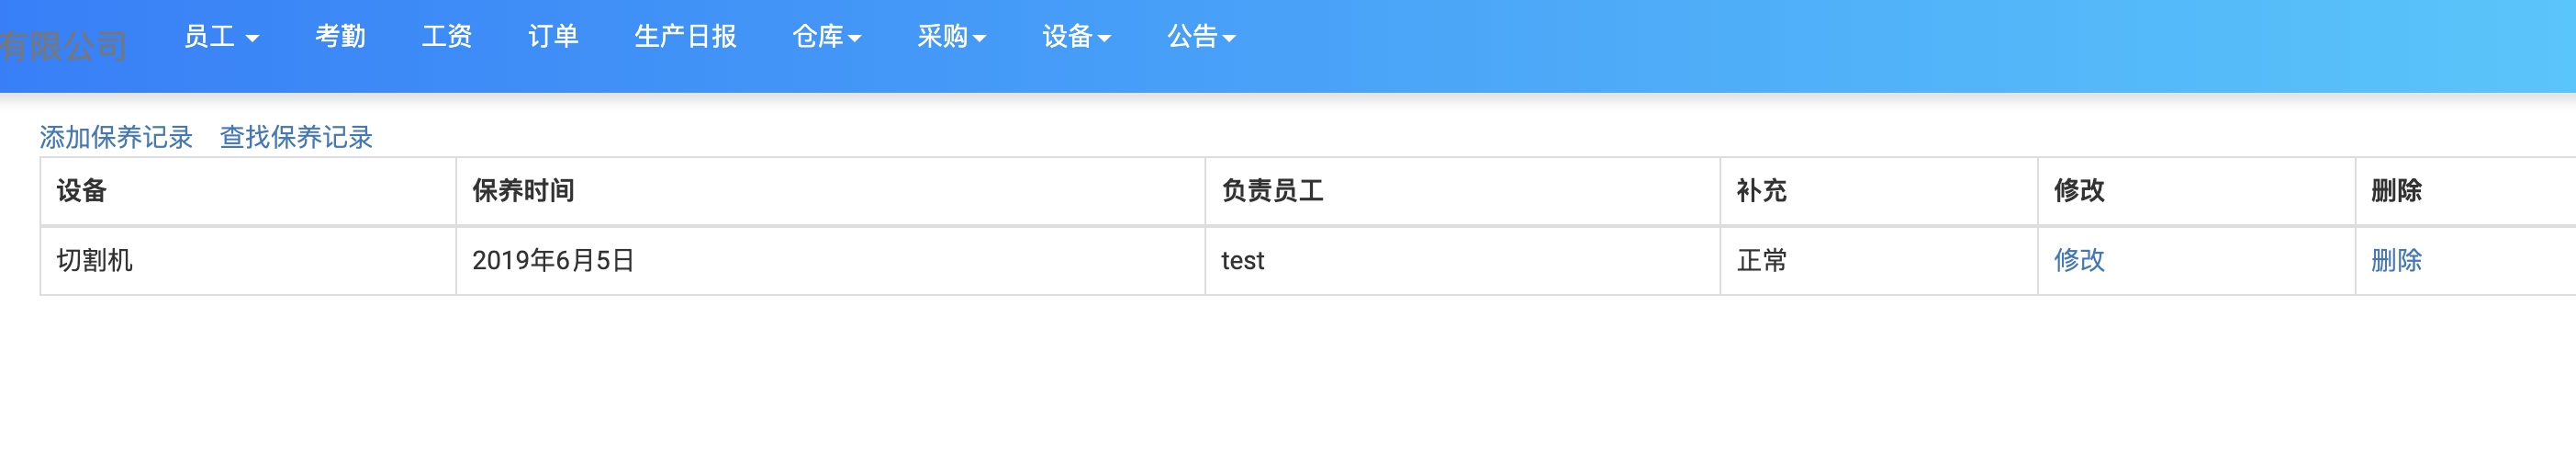 有限公司 员工 考勤 工资 订单 生产日报 仓库 采购 设备 公告
添加保养记录 查找保养记录
设备 保养时间 负责员工 补充 修改 删除
切割机 2019年6月5日 test 正常 修改 删除